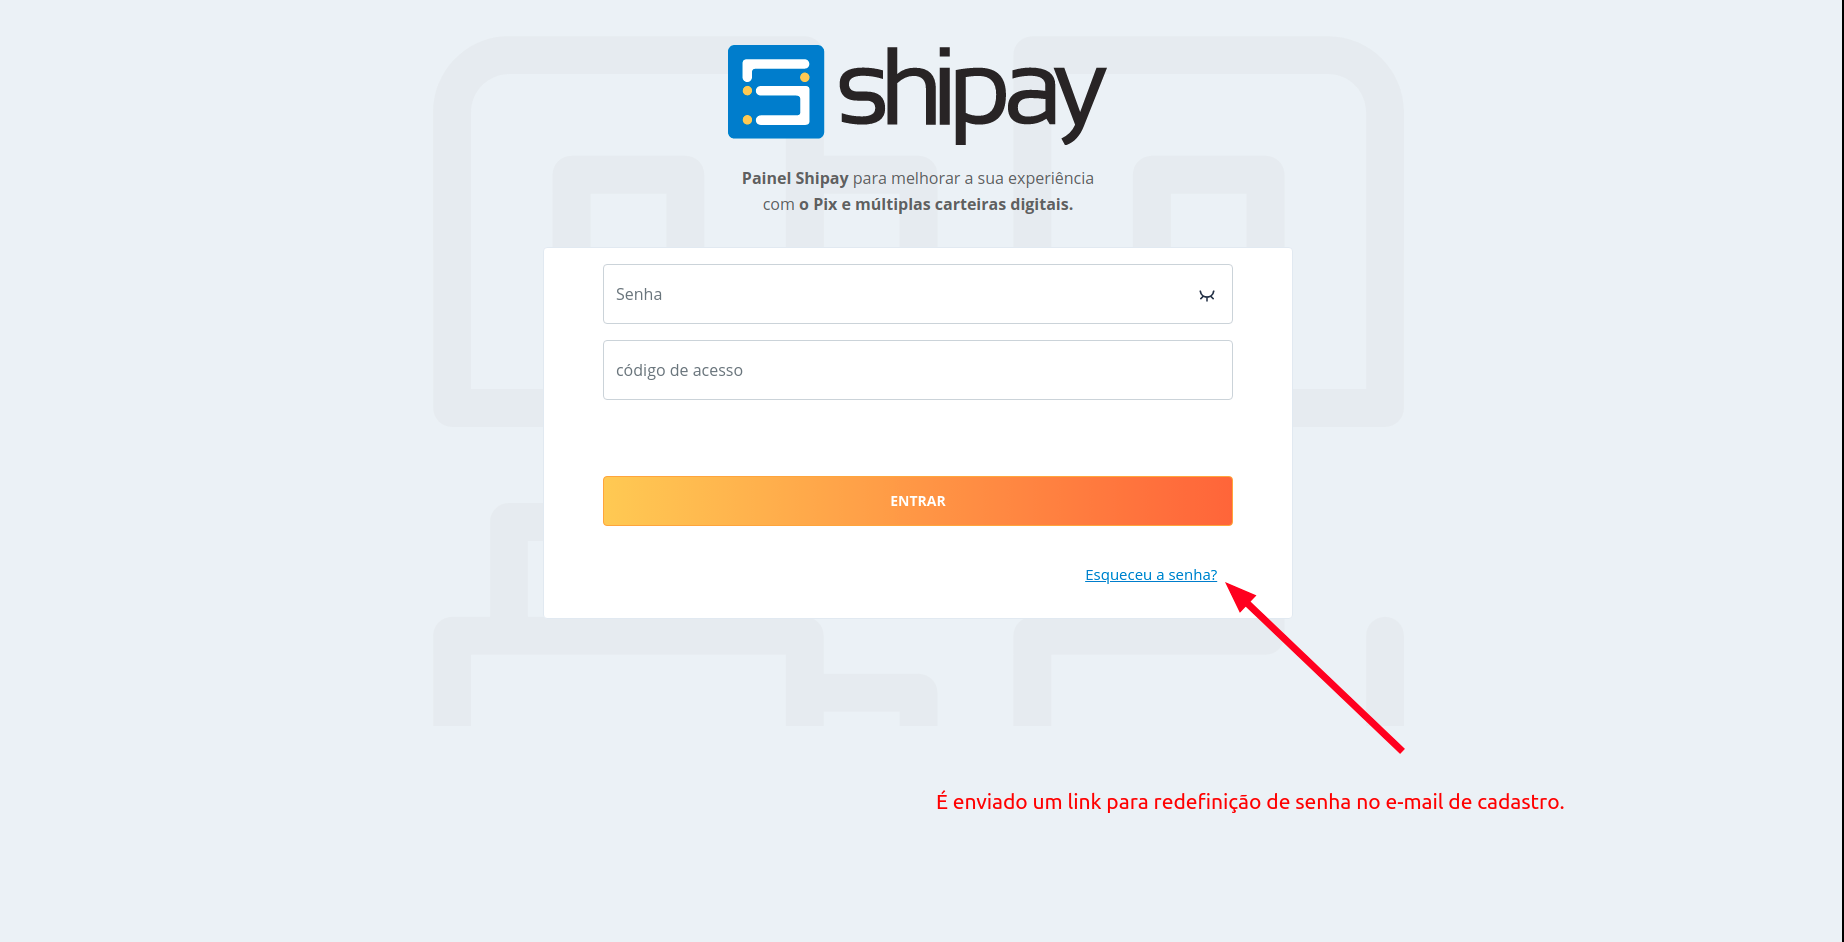 shipay
Painel Shipay para melhorar a sua experiência
com o Pix e múltiplas carteiras digitais.
Senha
código de acesso
ENTRAR
Esqueceu a senha?
É enviado um link para redefinição de senha no e-mail de cadastro.